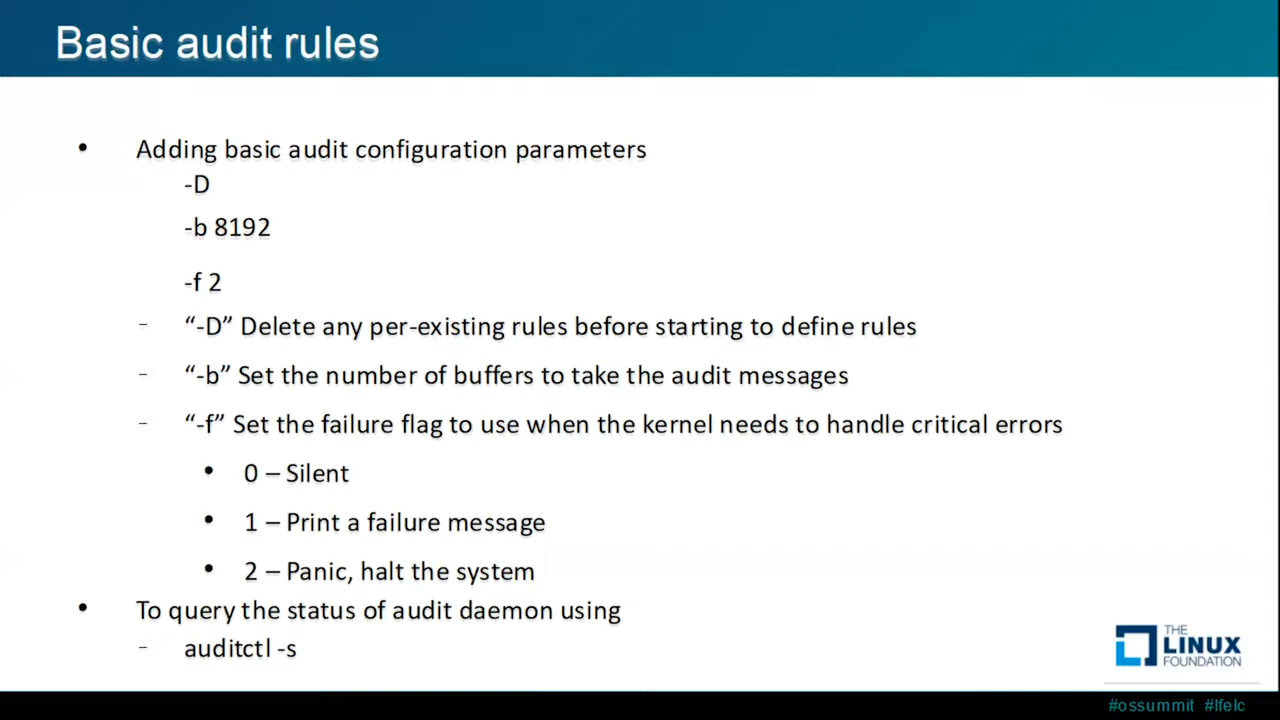 Basic audit rules
• Adding basic audit configuration parameters
-D
-b 8192
-f 2
– “-D” Delete any per-existing rules before starting to define rules
– “-b” Set the number of buffers to take the audit messages
– “-f” Set the failure flag to use when the kernel needs to handle critical errors
• 0 – Silent
• 1 – Print a failure message
• 2 – Panic, halt the system
• To query the status of audit daemon using
– auditctl -s
THE
LINUX
FOUNDATION
#ossummit #lfelc